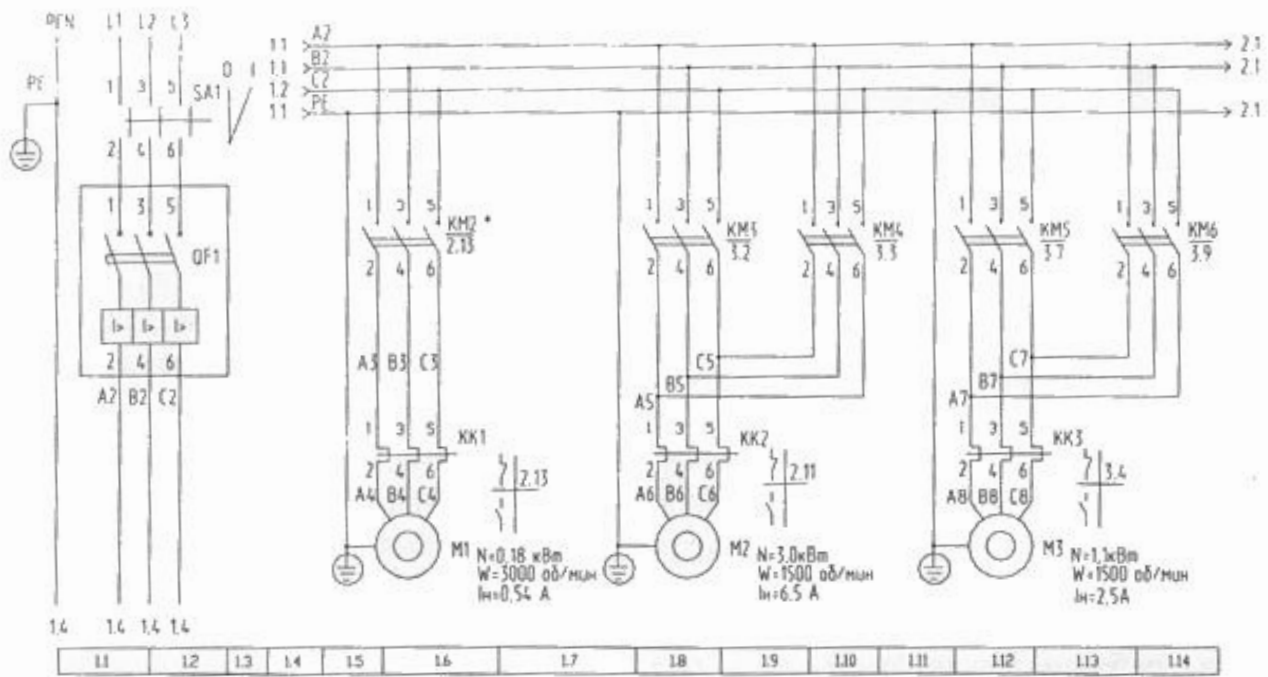 PEN L1 L2 L3
PE
1 3 5 SA1 0 1
2 4 6
1.1 A2 2.1
1.1 B2 2.1
1.2 C2
1.1 PE 2.1
1 3 5 QF1
I> I> I>
2 4 6
A2 B2 C2
1 3 5 KM2 *
2.13
2 4 6
A3 B3 C3
1 3 5 KK1
2 4 6 2.13
A4 B4 C4
M1 N=0,18 кВт
W=3000 об/мин
Iн=0,54 А
1 3 5 KM3
3.2
2 4 6
1 3 5 KM4
3.3
2 4 6
C5
B5
A5
1 3 5 KK2
2 4 6 2.11
A6 B6 C6
M2 N=3,0кВт
W=1500 об/мин
Iн=6.5 А
1 3 5 KM5
3.7
2 4 6
1 3 5 KM6
3.9
2 4 6
C7
B7
A7
1 3 5 KK3
2 4 6 3.4
A8 B8 C8
M3 N=1,1кВт
W=1500 об/мин
Iн=2,5А
1.4 1.4 1.4 1.4
1.1 1.2 1.3 1.4 1.5 1.6 1.7 1.8 1.9 1.10 1.11 1.12 1.13 1.14